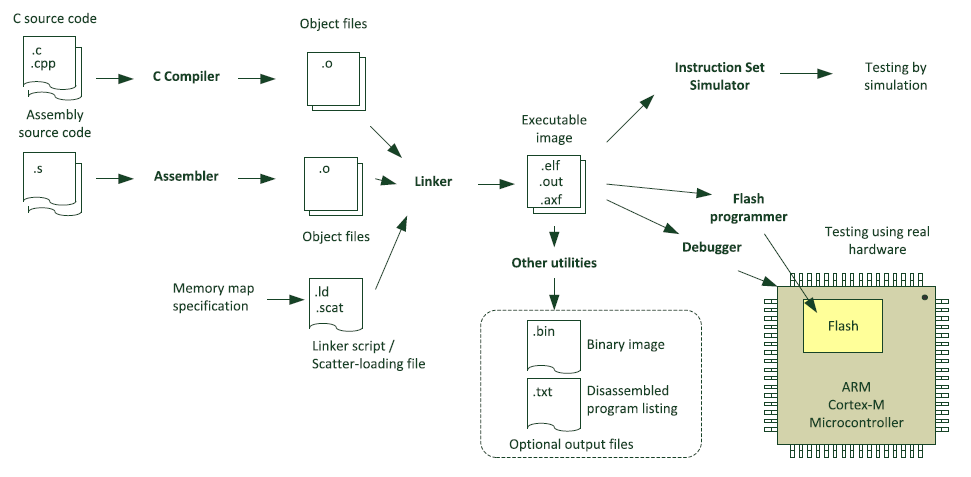 C source code
.c
.cpp
C Compiler
Object files
.o
Assembly
source code
.s
Assembler
.o
Object files
Linker
Memory map
specification
.ld
.scat
Linker script /
Scatter-loading file
Executable
image
.elf
.out
.axf
Other utilities
.bin
Binary image
.txt
Disassembled
program listing
Optional output files
Instruction Set
Simulator
Testing by
simulation
Flash
programmer
Debugger
Testing using real
hardware
Flash
ARM
Cortex-M
Microcontroller